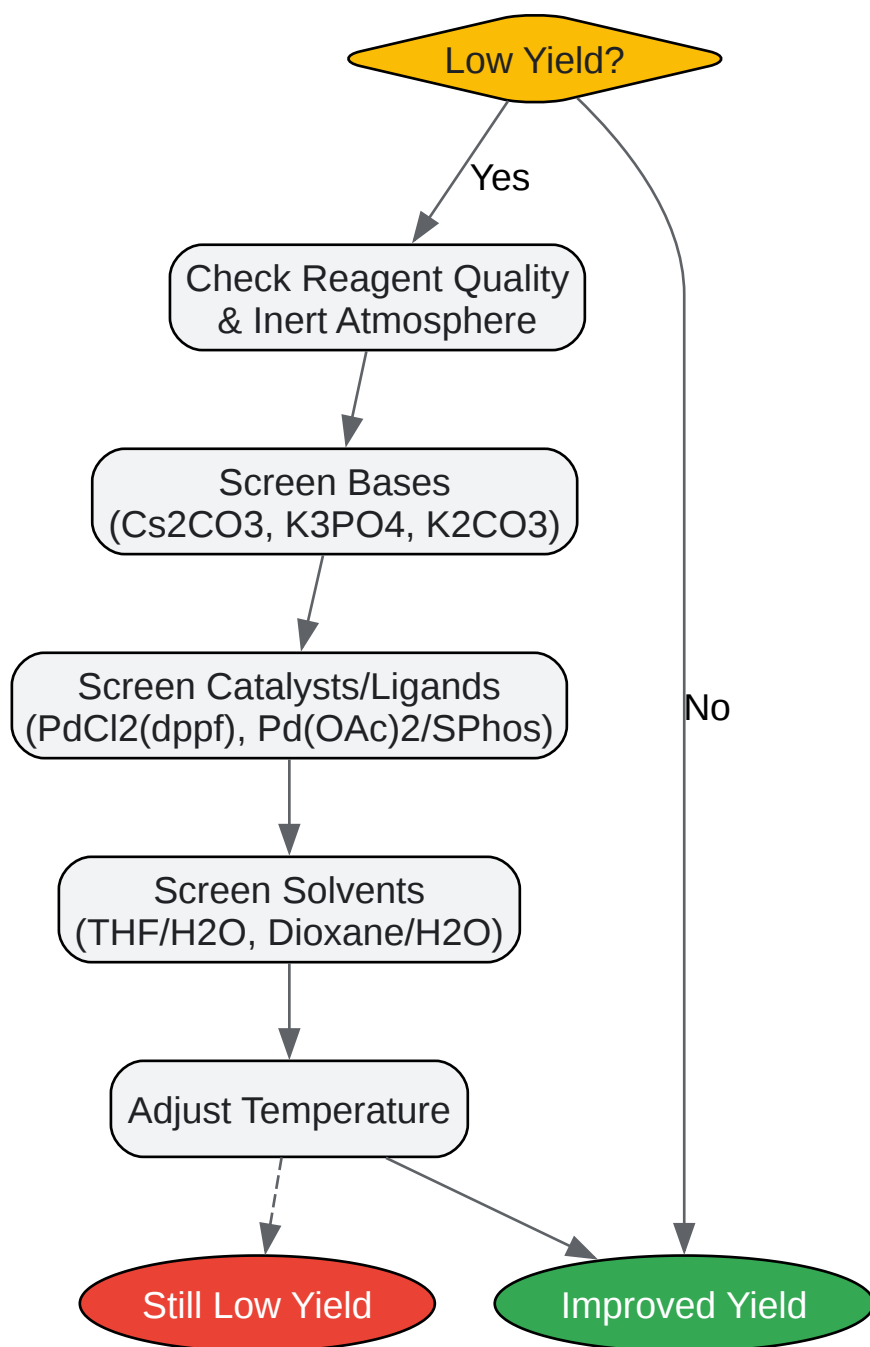 Low Yield?
Yes
Check Reagent Quality
& Inert Atmosphere
Screen Bases
(Cs2CO3, K3PO4, K2CO3)
Screen Catalysts/Ligands
(PdCl2(dppf), Pd(OAc)2/SPhos)
No
Screen Solvents
(THF/H2O, Dioxane/H2O)
Adjust Temperature
Still Low Yield
Improved Yield